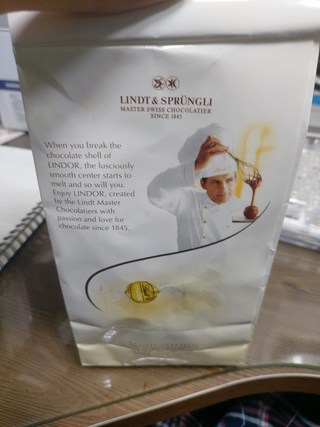 LINDT & SPRÜNGLI
MASTER SWISS CHOCOLATIER
SINCE 1845
When you break the
chocolate shell of
LINDOR, the lusciously
smooth center starts to
melt and so will you.
Enjoy LINDOR, created
by the Lindt Master
Chocolatiers with
passion and love for
chocolate since 1845.